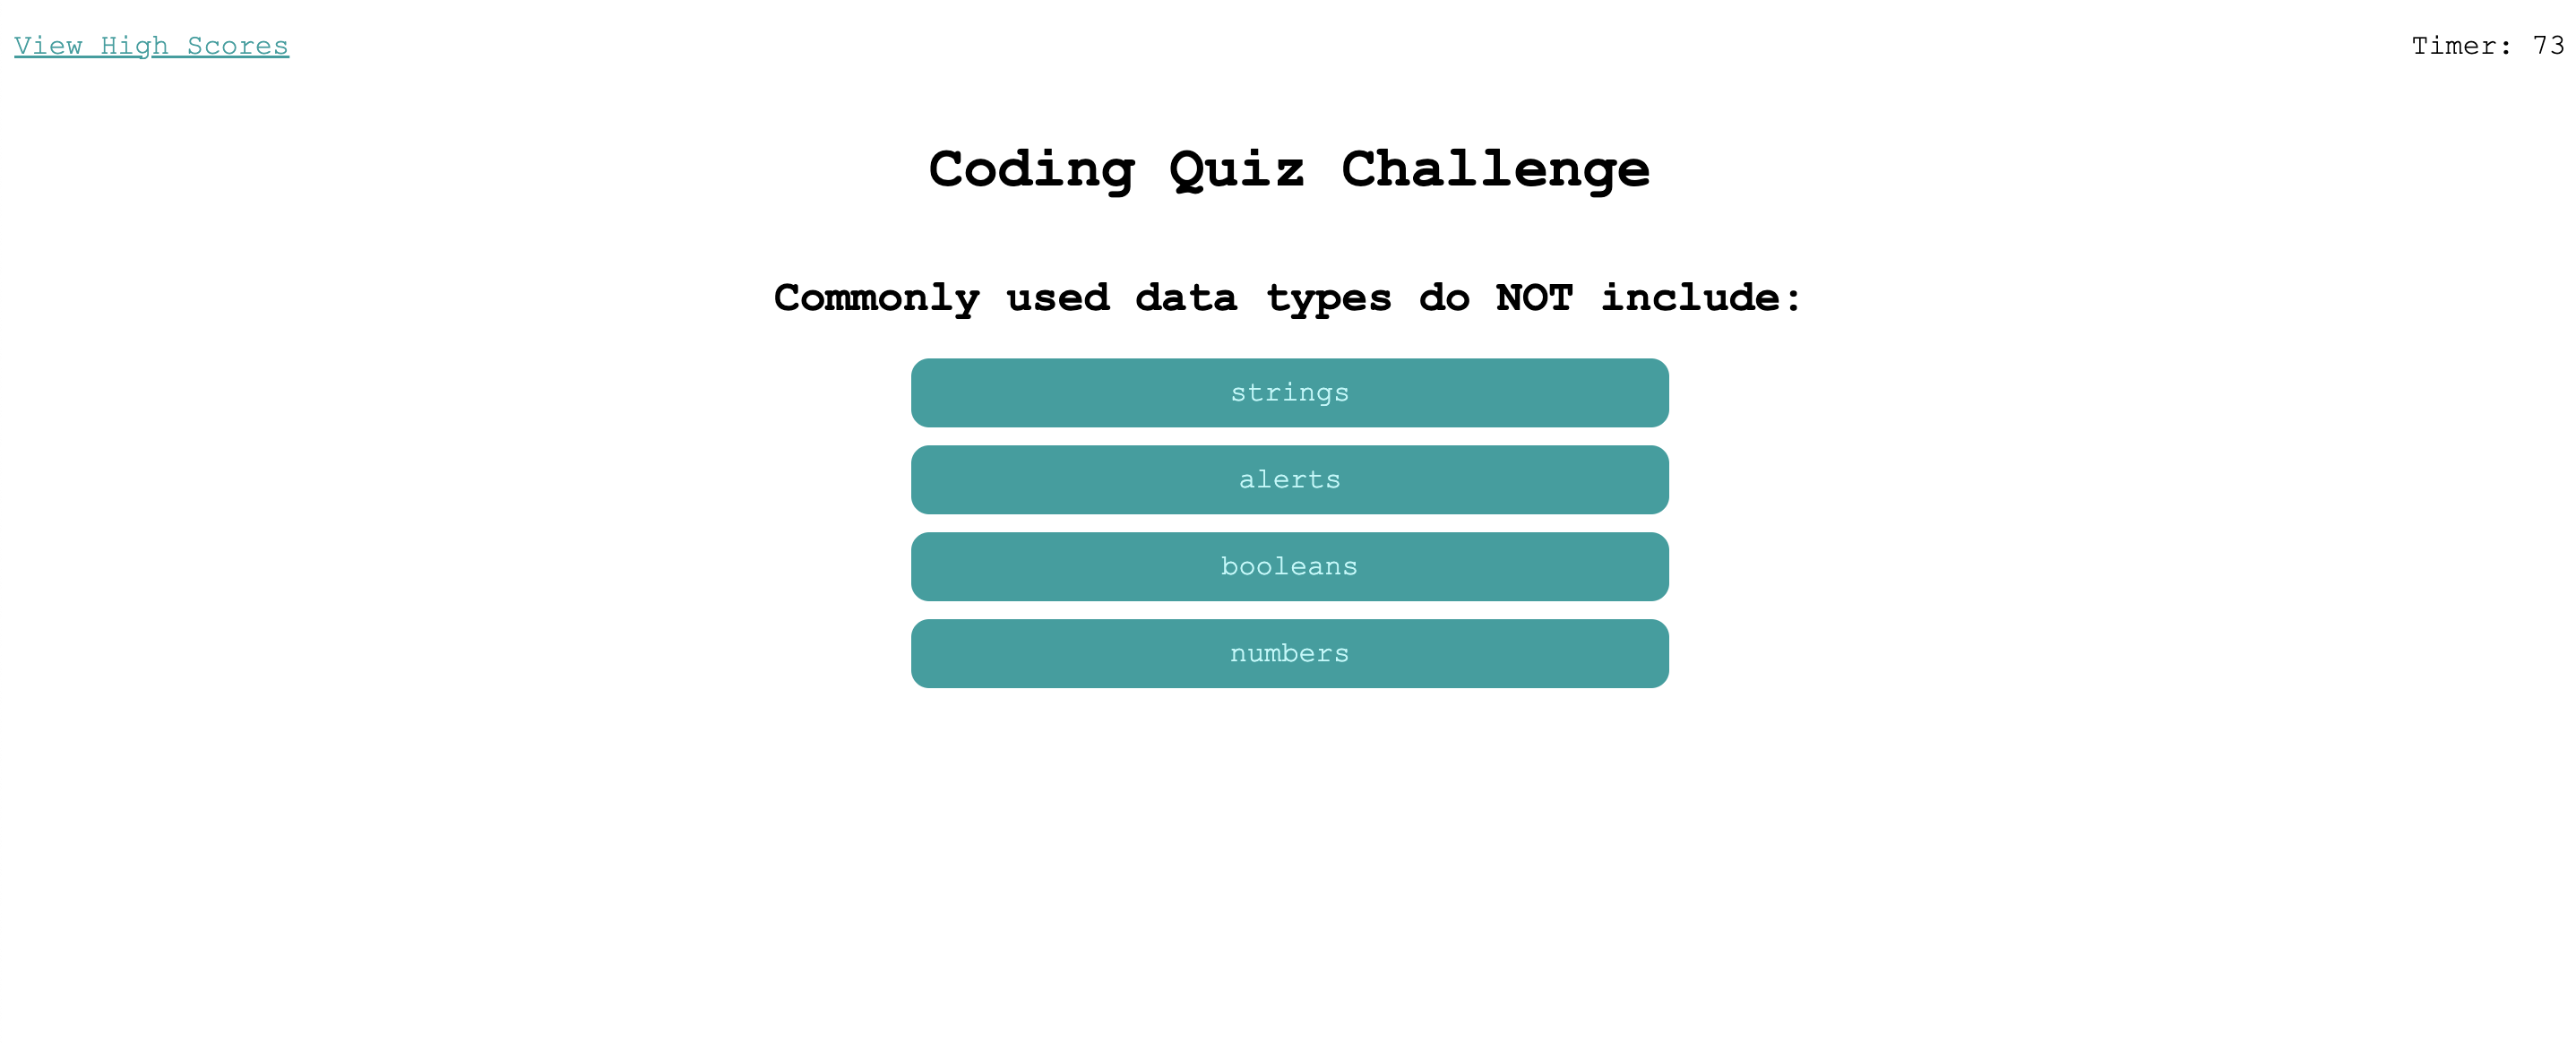 View High Scores
Timer: 73
Coding Quiz Challenge
Commonly used data types do NOT include:
strings
alerts
booleans
numbers